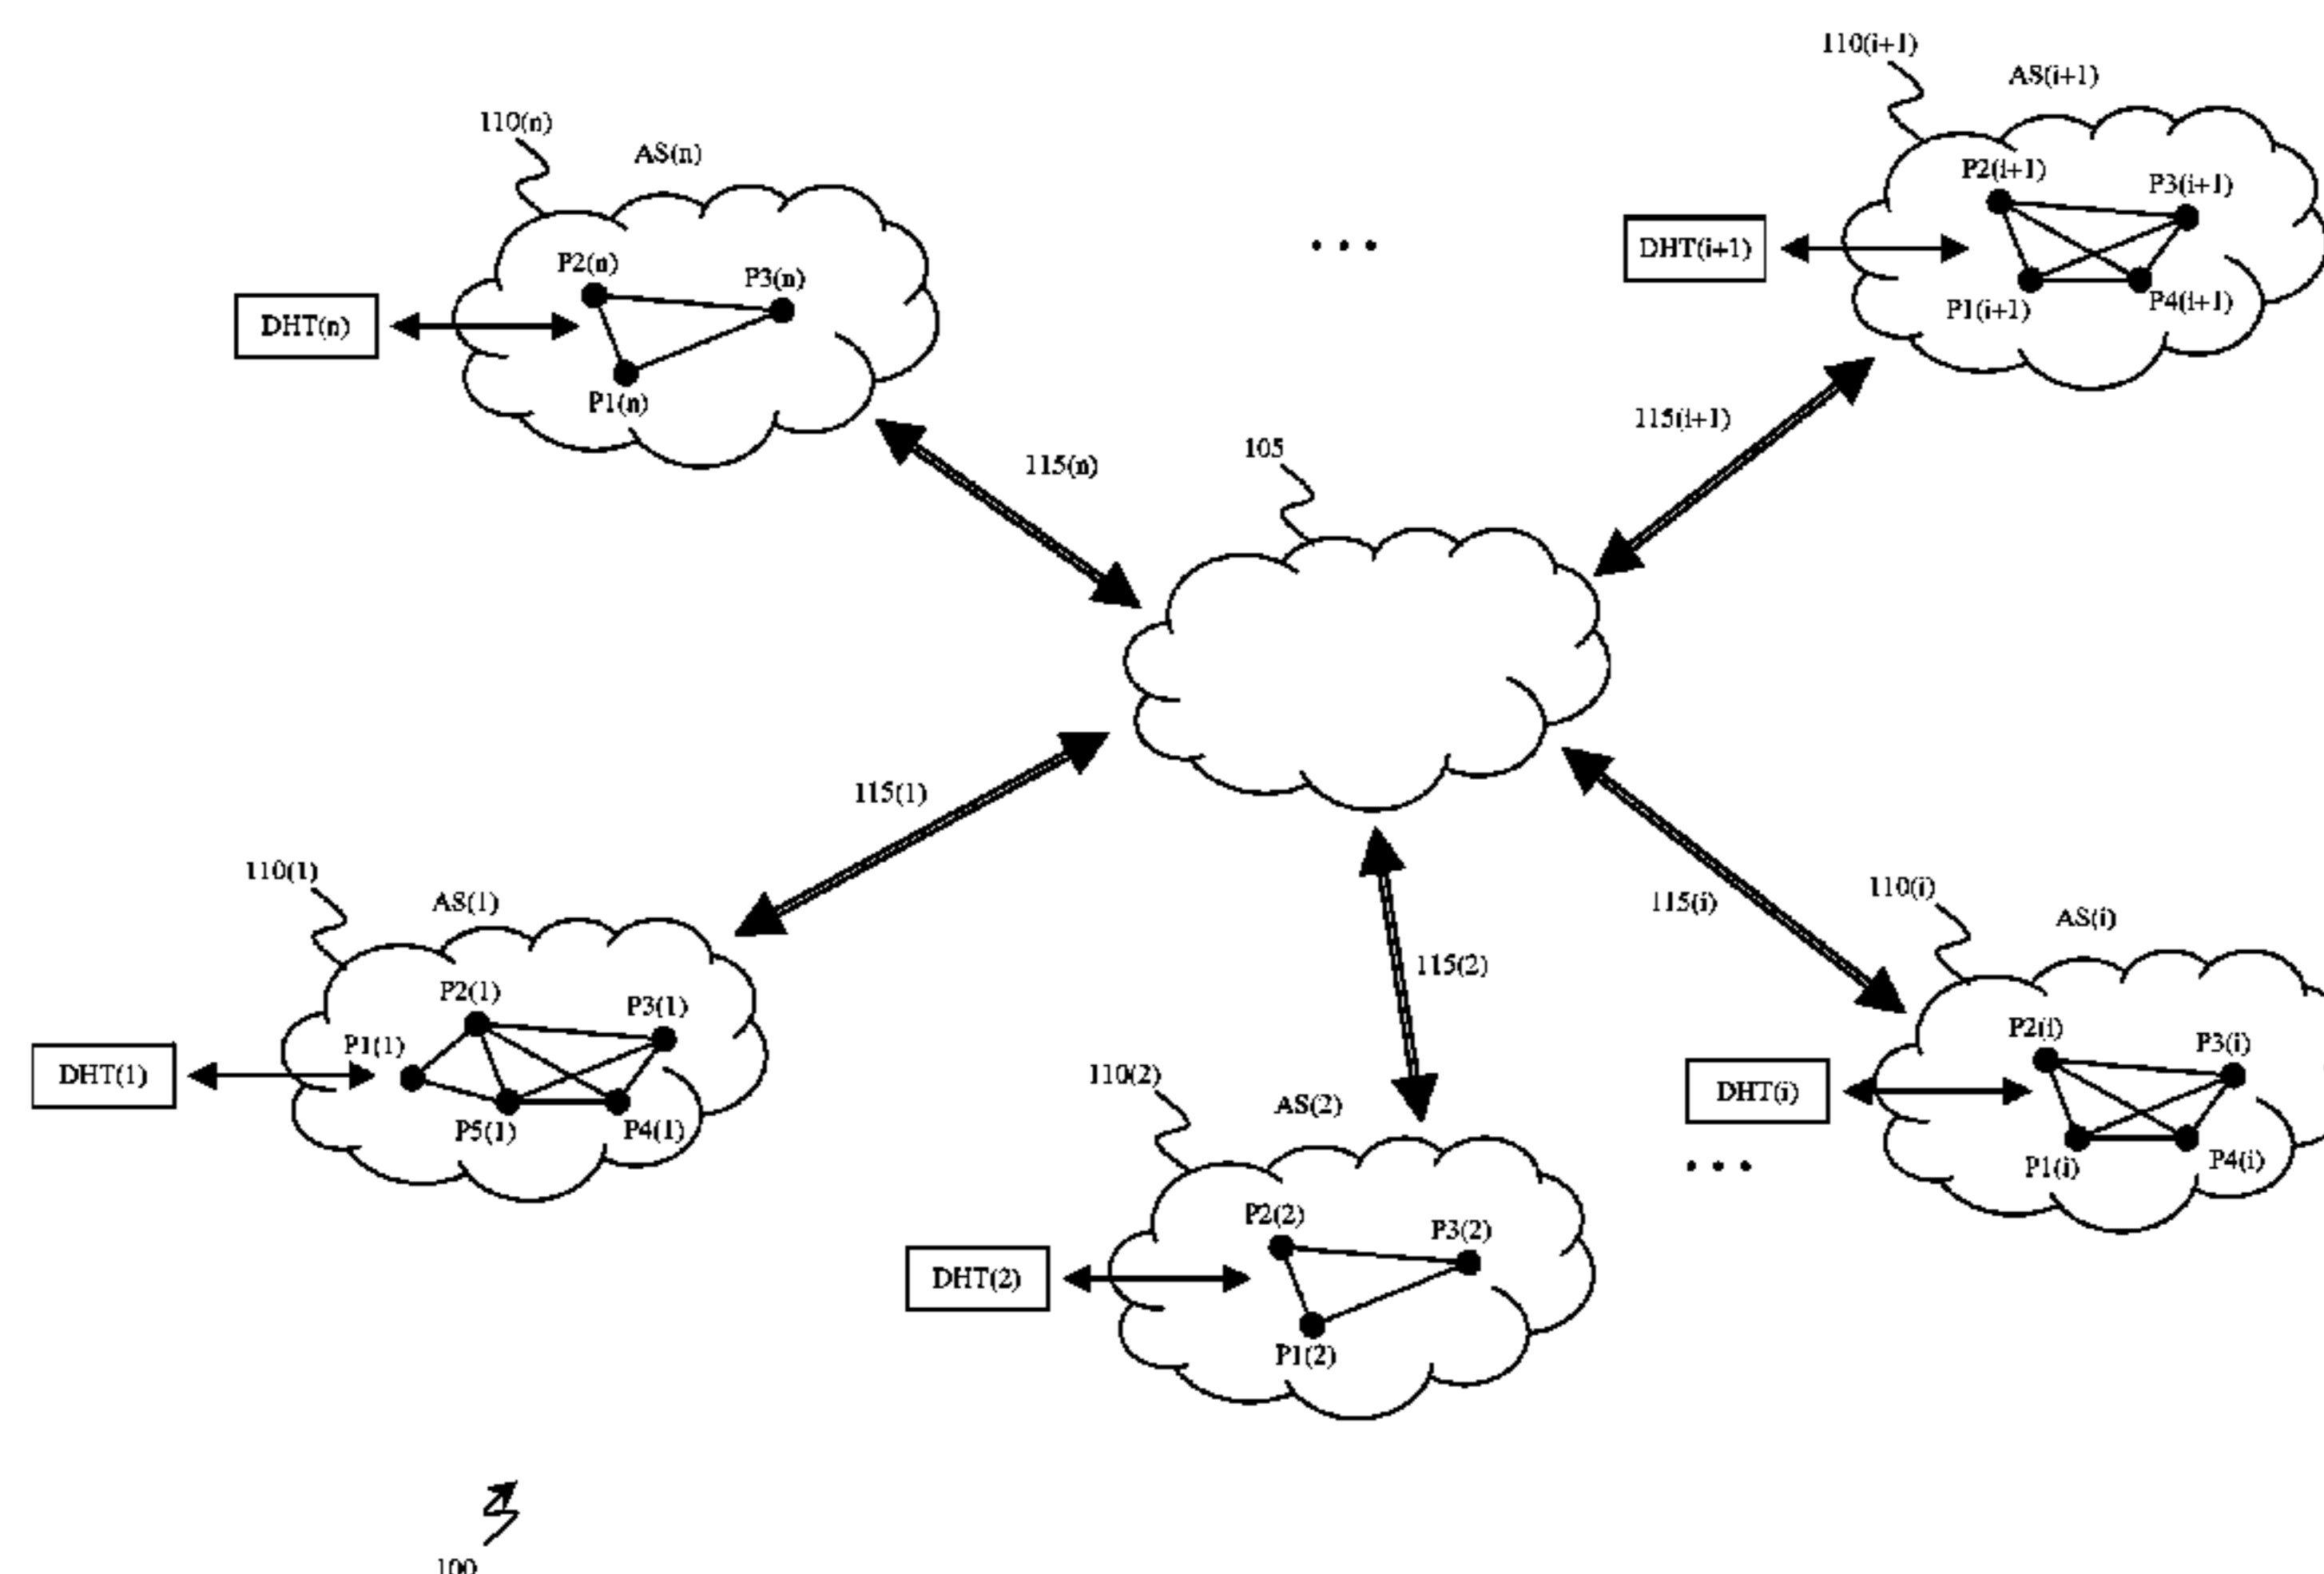 110(i+1)
AS(i+1)
110(n)
AS(n)
P2(i+1)
P3(i+1)
DHT(i+1)
P2(n)
P3(n)
• • •
DHT(n)
P1(i+1)
P4(i+1)
P1(n)
115(i+1)
105
115(n)
115(1)
110(1)
AS(1)
115(i)
110(i)
AS(i)
115(2)
P2(1)
P3(1)
P1(1)
DHT(1)
P5(1)
P4(1)
110(2)
AS(2)
P2(i)
P3(i)
DHT(i)
P1(i)
P4(i)
• • •
P2(2)
P3(2)
DHT(2)
P1(2)
100